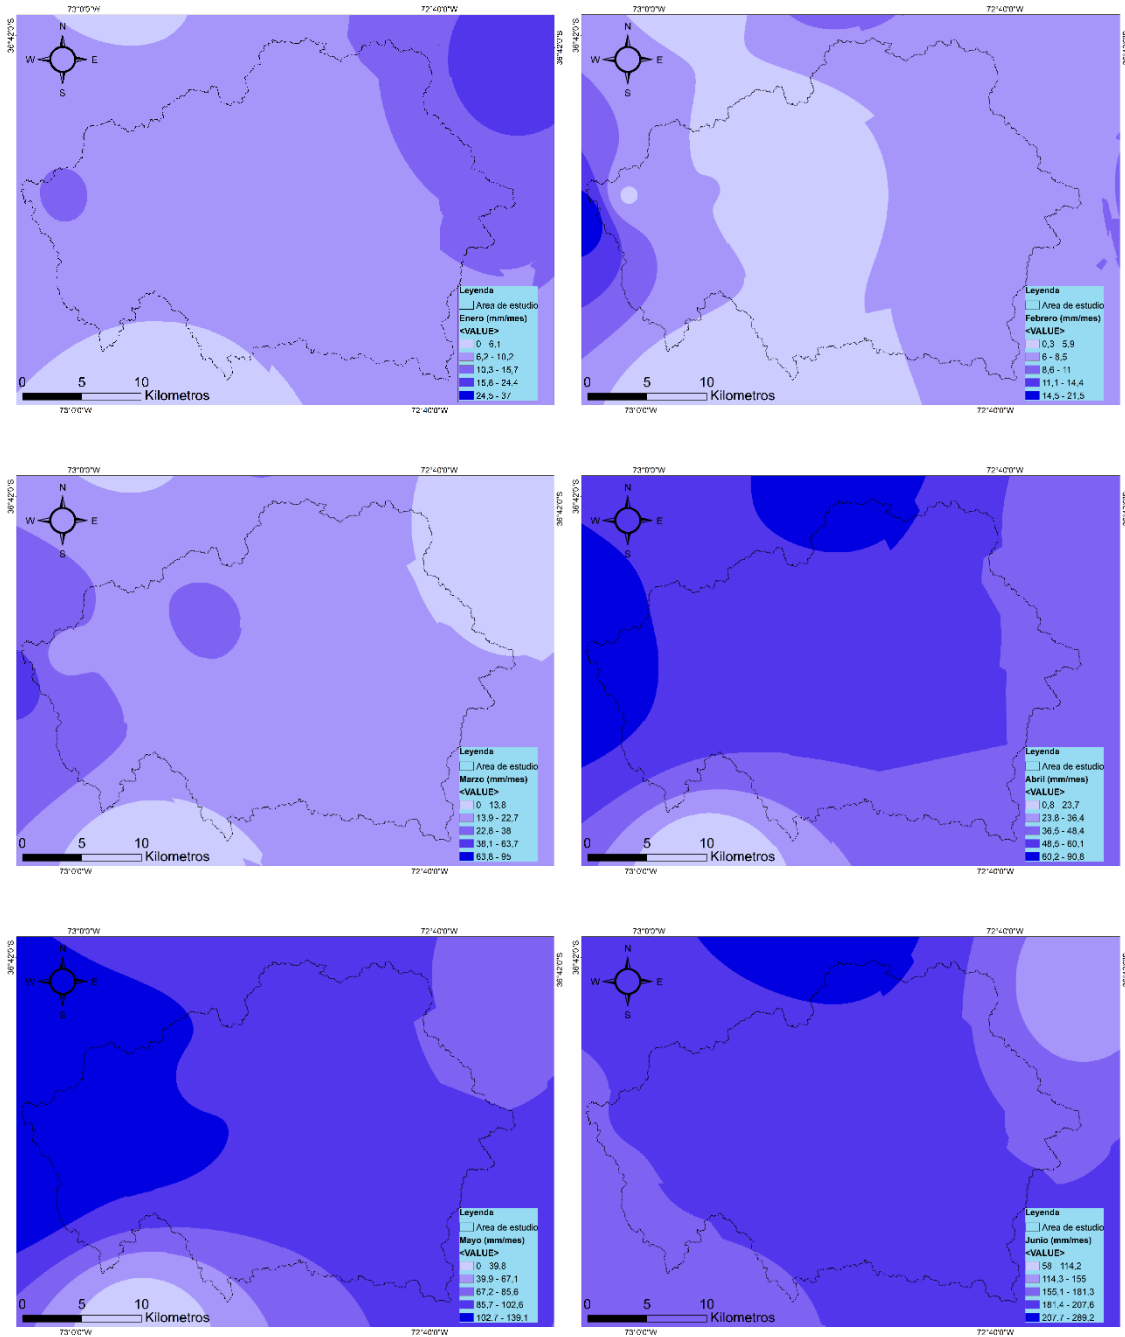 73°0'0"W 72°40'0"W
36°42'0"S 36°42'0"S
N
W E
S
Leyenda
Area de estudio
Enero (mm/mes)
<VALUE>
0 6,1
6,2 - 10,2
10,3 - 15,7
15,8 - 24,4
24,5 - 37
0 5 10
Kilometros
73°0'0"W 72°40'0"W
73°0'0"W 72°40'0"W
36°42'0"S
N
W E
S
Leyenda
Area de estudio
Febrero (mm/mes)
<VALUE>
0,3 5,9
6 - 8,5
8,6 - 11
11,1 - 14,4
14,5 - 21,5
0 5 10
Kilometros
73°0'0"W 72°40'0"W
73°0'0"W 72°40'0"W
36°42'0"S 36°42'0"S
N
W E
S
Leyenda
Area de estudio
Marzo (mm/mes)
<VALUE>
0 13,8
13,9 - 22,7
22,8 - 38
38,1 - 63,7
63,8 - 95
0 5 10
Kilometros
73°0'0"W 72°40'0"W
73°0'0"W 72°40'0"W
36°42'0"S
N
W E
S
Leyenda
Area de estudio
Abril (mm/mes)
<VALUE>
0,8 23,7
23,8 - 36,4
36,5 - 48,4
48,5 - 60,1
60,2 - 90,8
0 5 10
Kilometros
73°0'0"W 72°40'0"W
73°0'0"W 72°40'0"W
36°42'0"S 36°42'0"S
N
W E
S
Leyenda
Area de estudio
Mayo (mm/mes)
<VALUE>
0 39,8
39,9 - 67,1
67,2 - 85,6
85,7 - 102,6
102,7 - 139,1
0 5 10
Kilometros
73°0'0"W 72°40'0"W
73°0'0"W 72°40'0"W
36°42'0"S
N
W E
S
Leyenda
Area de estudio
Junio (mm/mes)
<VALUE>
58 114,2
114,3 - 155
155,1 - 181,3
181,4 - 207,6
207,7 - 289,2
0 5 10
Kilometros
73°0'0"W 72°40'0"W